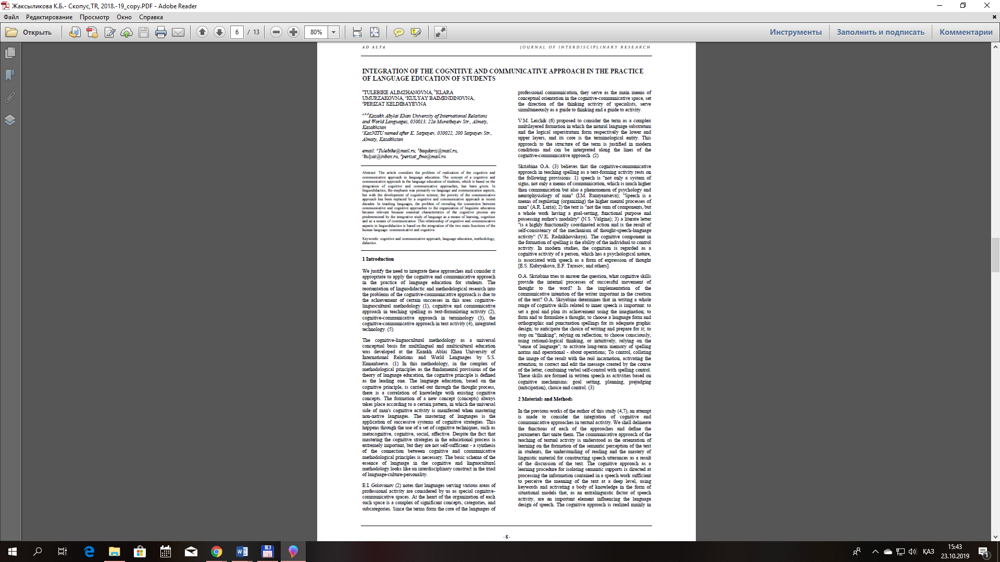 Жаксыликова К.Б.- Скопус,TR, 2018.-19_copy.PDF - Adobe Reader
Файл Редактирование Просмотр Окно Справка
Открыть 6 / 13 80% Инструменты Заполнить и подписать Комментарии
AD ALTA JOURNAL OF INTERDISCIPLINARY RESEARCH
INTEGRATION OF THE COGNITIVE AND COMMUNICATIVE APPROACH IN THE PRACTICE
OF LANGUAGE EDUCATION OF STUDENTS
aTULEBIKE ALIMZHANOVNA, bKLARA
UMURZAKOVNA, cKULYAY BAIMENDINOVNA,
dPERIZAT KELDIBAYEVNA
a,b,dKazakh Abylai Khan University of International Relations
and World Languages, 050013, 22a Muratbayev Str., Almaty,
Kazakhstan
cKazNITU named after K. Satpayev, 050022, 200 Satpayev Str.,
Almaty, Kazakhstan
email: aTulebike@mail.ru, bbagdaris@mail.ru,
ckulyai@inbox.ru, dperizat_fmo@mail.ru
Abstract: The article considers the problem of realization of the cognitive and
communicative approach in language education. The concept of a cognitive and
communicative approach in the language education of students, which is based on the
integration of cognitive and communicative approaches, has been given. In
linguodidactics, the emphasis was primarily on language and communication aspects,
but with the development of cognitive science, the priority of the communicative
approach has been replaced by a cognitive and communicative approach in recent
decades. In teaching languages, the problem of revealing the connection between
communicative and cognitive approaches to the organization of linguistic education
became relevant because essential characteristics of the cognitive process are
predetermined by the integrative study of language as a means of learning, cognition
and as a means of communication. This relationship of cognitive and communicative
aspects in linguodidactics is based on the integration of the two main functions of the
human language: communicative and cognitive.
Keywords: cognitive and communicative approach, language education, methodology,
didactics.
1 Introduction
We justify the need to integrate these approaches and consider it
appropriate to apply the cognitive and communicative approach
in the practice of language education for students. The
reorientation of linguodidactic and methodological research into
the problems of the cognitive-communicative approach is due to
the achievement of certain successes in this area: cognitive-
linguocultural methodology (1), cognitive and communicative
approach in teaching spelling as text-formulating activity (2),
cognitive-communicative approach in terminology (3), the
cognitive-communicative approach in text activity (4), integrated
technology. (5)
The cognitive-linguocultural methodology as a universal
conceptual basis for multilingual and multicultural education
was developed at the Kazakh Ablai Khan University of
International Relations and World Languages by S.S.
Kunanbaeva. (1) In this methodology, in the complex of
methodological principles as the fundamental provisions of the
theory of language education, the cognitive principle is defined
as the leading one. The language education, based on the
cognitive principle, is carried out through the thought process,
there is a correlation of knowledge with existing cognitive
concepts. The formation of a new concept (concepts) always
takes place according to a certain pattern, in which the universal
side of man's cognitive activity is manifested when mastering
non-native languages. The mastering of languages is the
application of successive systems of cognitive strategies. This
happens through the use of a set of cognitive techniques, such as
metacognitive, cognitive, social, affective. Despite the fact that
mastering the cognitive strategies in the educational process is
extremely important, but they are not self-sufficient - a synthesis
of the connection between cognitive and communicative
methodological principles is necessary. The basic schema of the
essence of language in the cognitive and linguocultural
methodology looks like an interdisciplinary construct in the triad
of language-culture-personality.
E.I. Golovanov (2) notes that languages serving various areas of
professional activity are considered by us as special cognitive-
communicative spaces. At the heart of the organization of each
such space is a complex of significant concepts, categories, and
subcategories. Since the terms form the core of the languages of
professional communication, they serve as the main means of
conceptual orientation in the cognitive-communicative space, set
the direction of the thinking activity of specialists, serve
simultaneously as a guide to thinking and a guide to activity.
V.M. Leichik (6) proposed to consider the term as a complex
multilayered formation in which the natural language substratum
and the logical superstratum form respectively the lower and
upper layers, and its core is the terminological entity. This
approach to the structure of the term is justified in modern
conditions and can be interpreted along the lines of the
cognitive-communicative approach. (2)
Skriabina O.A. (3) believes that the cognitive-communicative
approach in teaching spelling as a text-forming activity rests on
the following provisions: 1) speech is "not only a system of
signs, not only a means of communication, which is much higher
than communication but also a phenomenon of psychology and
neurophysiology of man" (I.M. Rumyantseva); "Speech is a
means of regulating (organizing) the higher mental processes of
man" (A.R. Luria); 2) the text is "not the sum of components, but
a whole work having a goal-setting, functional purpose and
possessing author's modality" (N.S. Valgina); 3) a literate letter
"is a highly functionally coordinated action and is the result of
self-consistency of the mechanism of thought-speech-language
activity" (V.K. Radzikhovskaya). The cognitive component in
the formation of spelling is the ability of the individual to control
activity. In modern studies, the cognition is regarded as a
cognitive activity of a person, which has a psychological nature,
is associated with speech as a form of expression of thought
[E.S. Kubryakova, E.F. Tarasov, and others].
O.A. Skriabina tries to answer the question, what cognitive skills
provide the internal processes of successful movement of
thought to the word? Is the implementation of the
communicative intention of the writer important in the creation
of the text? O.A. Skryabina determines that in writing a whole
range of cognitive skills related to inner speech is important: to
set a goal and plan its achievement using the imagination; to
form and to formulate a thought, to choose a language form and
orthographic and punctuation spellings for its adequate graphic
design; to anticipate the choice of writing and prepare for it; to
stop on "thinking", relying on reflection; to choose consciously,
using rational-logical thinking, or intuitively, relying on the
"sense of language"; to activate long-term memory of spelling
norms and operational - about operations; To control, collating
the image of the result with the real incarnation, activating the
attention; to correct and edit the message created by the course
of the letter, combining verbal self-control with spelling control.
These skills are formed in written speech as activities based on
cognitive mechanisms: goal setting, planning, prejudging
(anticipation), choice and control. (3)
2 Materials and Methods
In the previous works of the author of this study (4,7), an attempt
is made to consider the integration of cognitive and
communicative approaches in textual activity. We shall delineate
the functions of each of the approaches and define the
parameters that unite them. The communicative approach of the
teaching of textual activity is understood as the orientation of
learning on the formation of the semantic perception of the text
in students, the understanding of reading and the mastery of
linguistic material for constructing speech utterances as a result
of the discussion of the text. The cognitive approach as a
learning procedure for isolating semantic supports is directed at
processing the information contained in a speech work sufficient
to perceive the meaning of the text at a deep level, using
keywords and activating a body of knowledge in the form of
situational models that, as an extralinguistic factor of speech
activity, are an important element influencing the language
design of speech. The cognitive approach is realized mainly in
- 6 -
ҚАЗ 15:43
23.10.2019 1